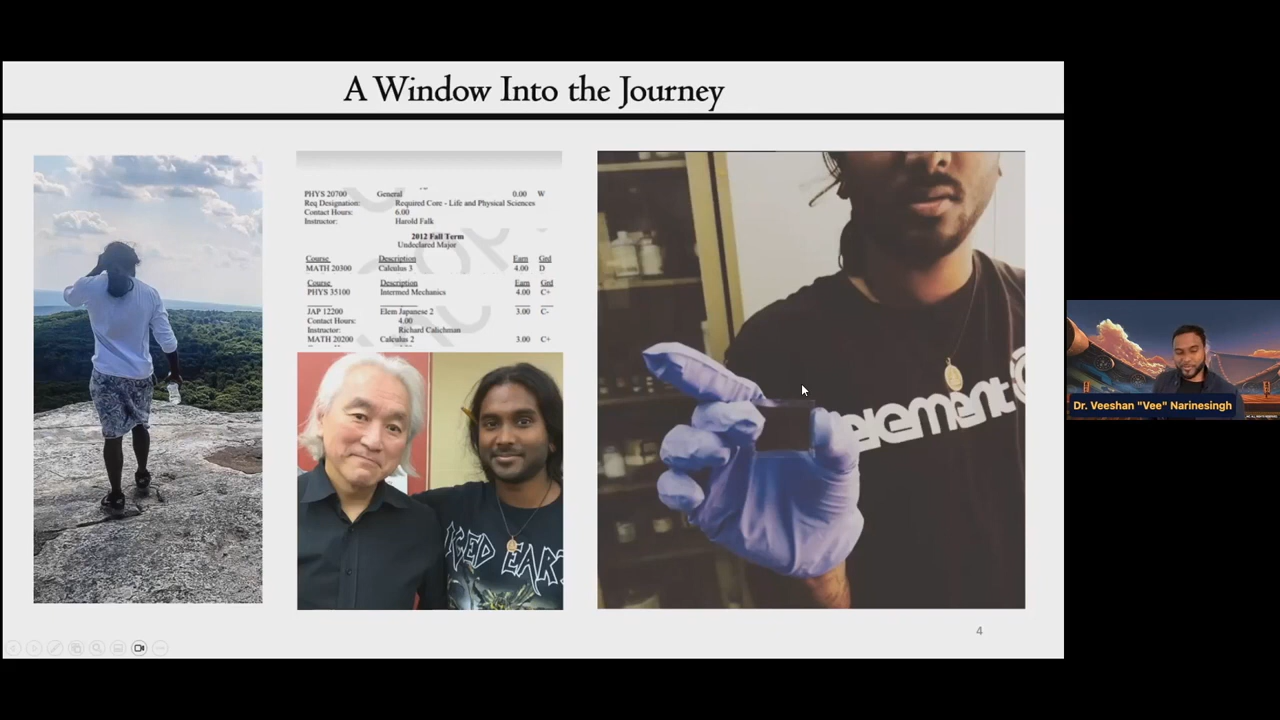 A Window Into the Journey
PHYS 20700 General 0.00 W
Req Designation: Required Core - Life and Physical Sciences
Contact Hours: 6.00
Instructor: Harold Falk
2012 Fall Term
Undeclared Major
Course Description Earn Grd
MATH 20300 Calculus 3 4.00 D
Course Description Earn Grd
PHYS 35100 Intermed Mechanics 4.00 C+
JAP 12200 Elem Japanese 2 3.00 C-
Contact Hours: 4.00
Instructor: Richard Calichman
MATH 20200 Calculus 2 3.00 C+
ICED EART
element
4
Dr. Veeshan "Vee" Narinesingh